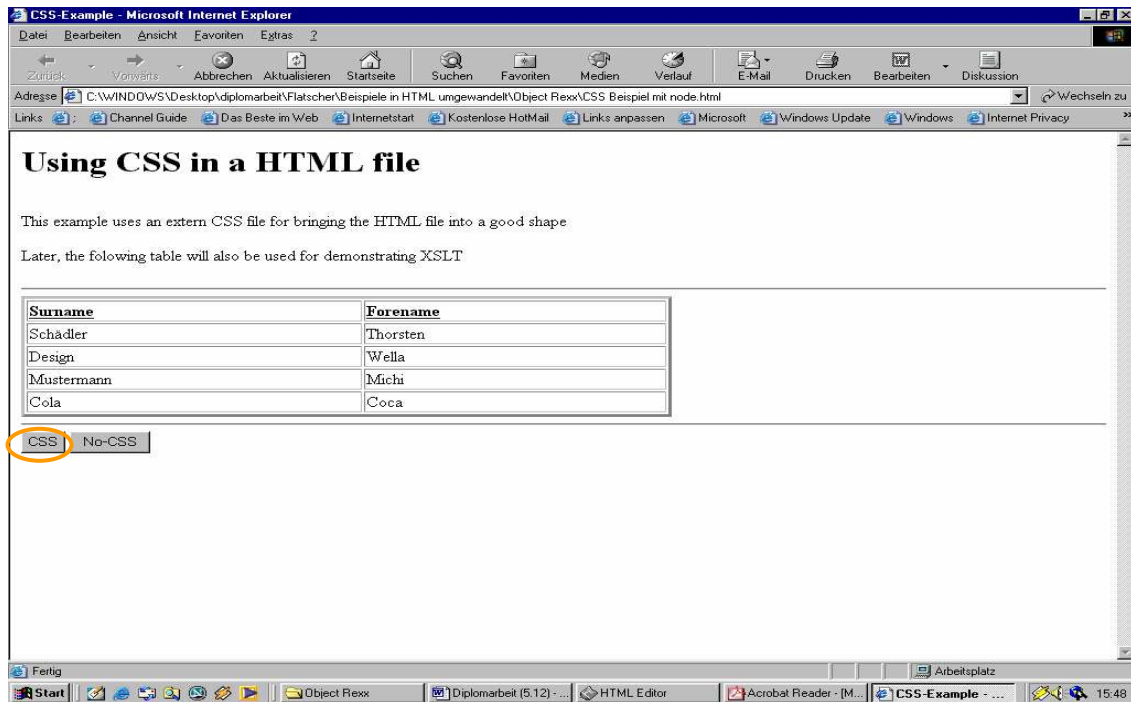 CSS-Example - Microsoft Internet Explorer
Datei Bearbeiten Ansicht Favoriten Extras ?
Zurück Vorwärts Abbrechen Aktualisieren Startseite Suchen Favoriten Medien Verlauf E-Mail Drucken Bearbeiten Diskussion
Adresse C:\WINDOWS\Desktop\diplomarbeit\Flatscher\Beispiele in HTML umgewandelt\Object Rexx\CSS Beispiel mit node.html Wechseln zu
Links Channel Guide Das Beste im Web Internetstart Kostenlose HotMail Links anpassen Microsoft Windows Update Windows Internet Privacy
Using CSS in a HTML file
This example uses an extern CSS file for bringing the HTML file into a good shape
Later, the folowing table will also be used for demonstrating XSLT
Surname Forename
Schädler Thorsten
Design Wella
Mustermann Michi
Cola Coca
CSS No-CSS
Fertig Arbeitsplatz
Start Object Rexx Diplomarbeit (5.12) - ... HTML Editor Acrobat Reader - [M... CSS-Example - ... 15:48